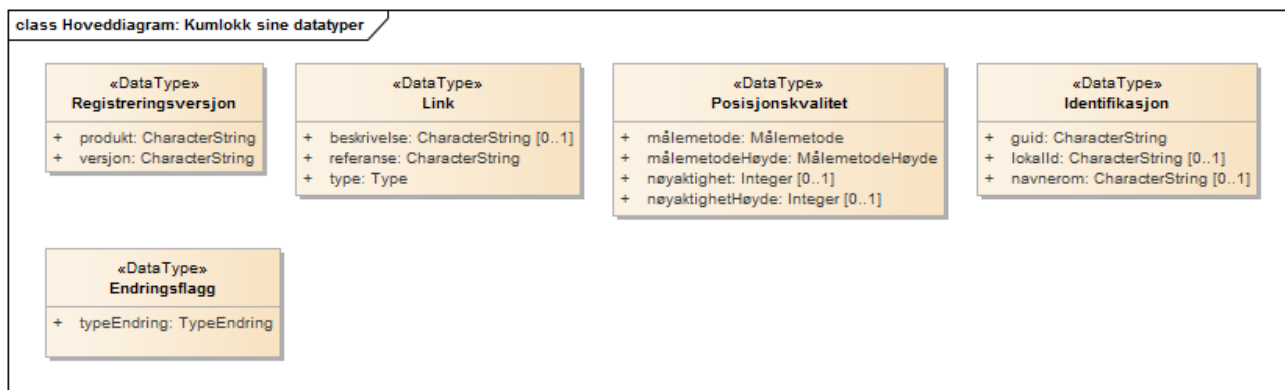 class Hoveddiagram: Kumlokk sine datatyper
«DataType»
Registreringsversjon
+ produkt: CharacterString
+ versjon: CharacterString
«DataType»
Link
+ beskrivelse: CharacterString [0..1]
+ referanse: CharacterString
+ type: Type
«DataType»
Posisjonskvalitet
+ målemetode: Målemetode
+ målemetodeHøyde: MålemetodeHøyde
+ nøyaktighet: Integer [0..1]
+ nøyaktighetHøyde: Integer [0..1]
«DataType»
Identifikasjon
+ guid: CharacterString
+ lokalId: CharacterString [0..1]
+ navnerom: CharacterString [0..1]
«DataType»
Endringsflagg
+ typeEndring: TypeEndring